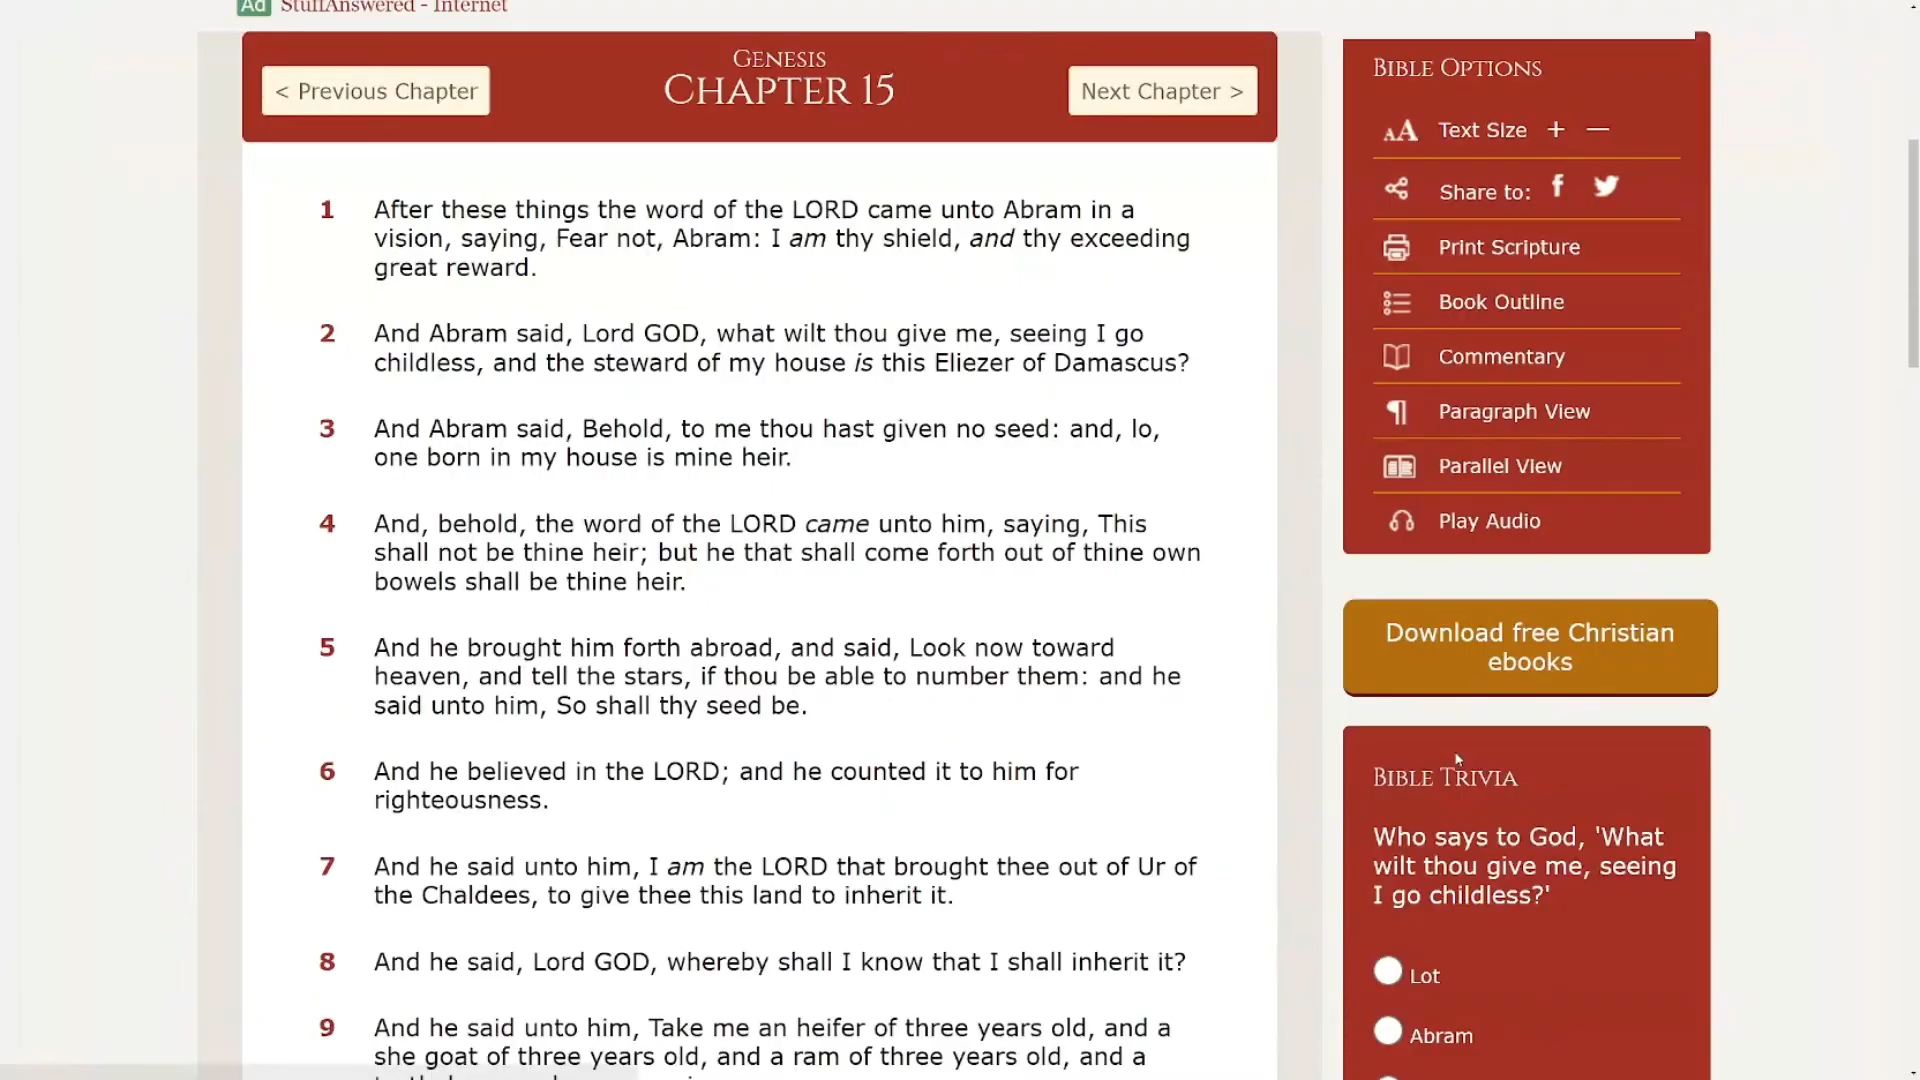 Ad StuffAnswered - Internet
GENESIS
CHAPTER 15
< Previous Chapter
Next Chapter >
1 After these things the word of the LORD came unto Abram in a
vision, saying, Fear not, Abram: I am thy shield, and thy exceeding
great reward.
2 And Abram said, Lord GOD, what wilt thou give me, seeing I go
childless, and the steward of my house is this Eliezer of Damascus?
3 And Abram said, Behold, to me thou hast given no seed: and, lo,
one born in my house is mine heir.
4 And, behold, the word of the LORD came unto him, saying, This
shall not be thine heir; but he that shall come forth out of thine own
bowels shall be thine heir.
5 And he brought him forth abroad, and said, Look now toward
heaven, and tell the stars, if thou be able to number them: and he
said unto him, So shall thy seed be.
6 And he believed in the LORD; and he counted it to him for
righteousness.
7 And he said unto him, I am the LORD that brought thee out of Ur of
the Chaldees, to give thee this land to inherit it.
8 And he said, Lord GOD, whereby shall I know that I shall inherit it?
9 And he said unto him, Take me an heifer of three years old, and a
she goat of three years old, and a ram of three years old, and a
BIBLE OPTIONS
AA Text Size + —
Share to: f
Print Scripture
Book Outline
Commentary
¶ Paragraph View
Parallel View
Play Audio
Download free Christian
ebooks
BIBLE TRIVIA
Who says to God, 'What
wilt thou give me, seeing
I go childless?'
Lot
Abram